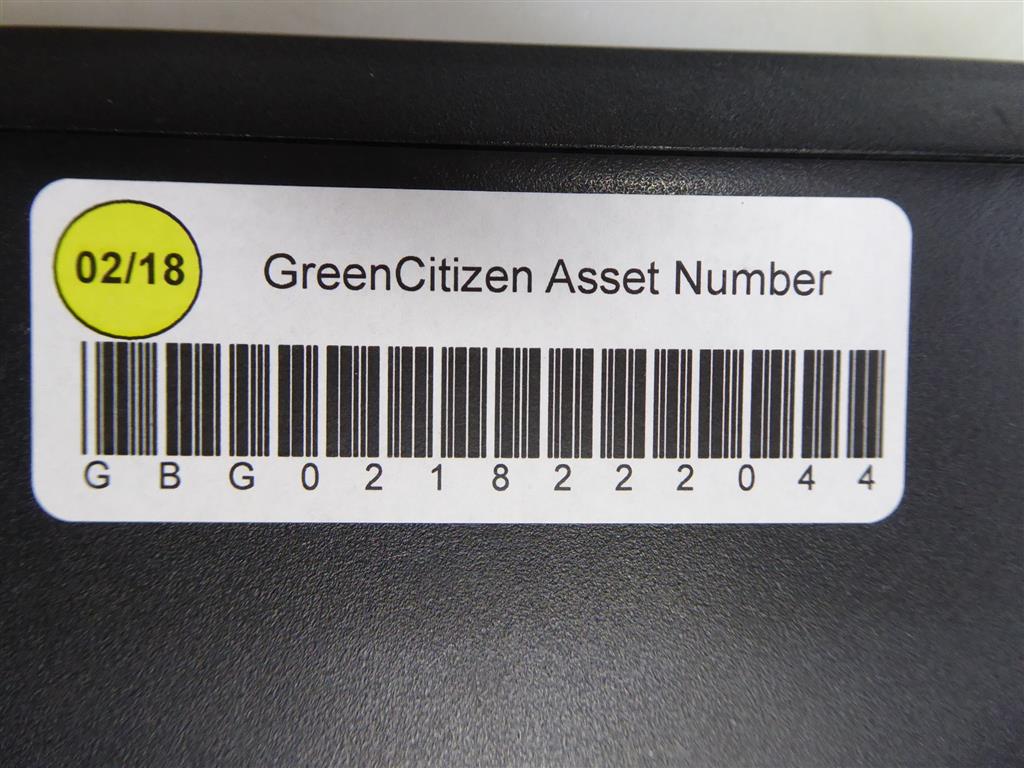 02/18
GreenCitizen Asset Number
G B G 0 2 1 8 2 2 2 0 4 4